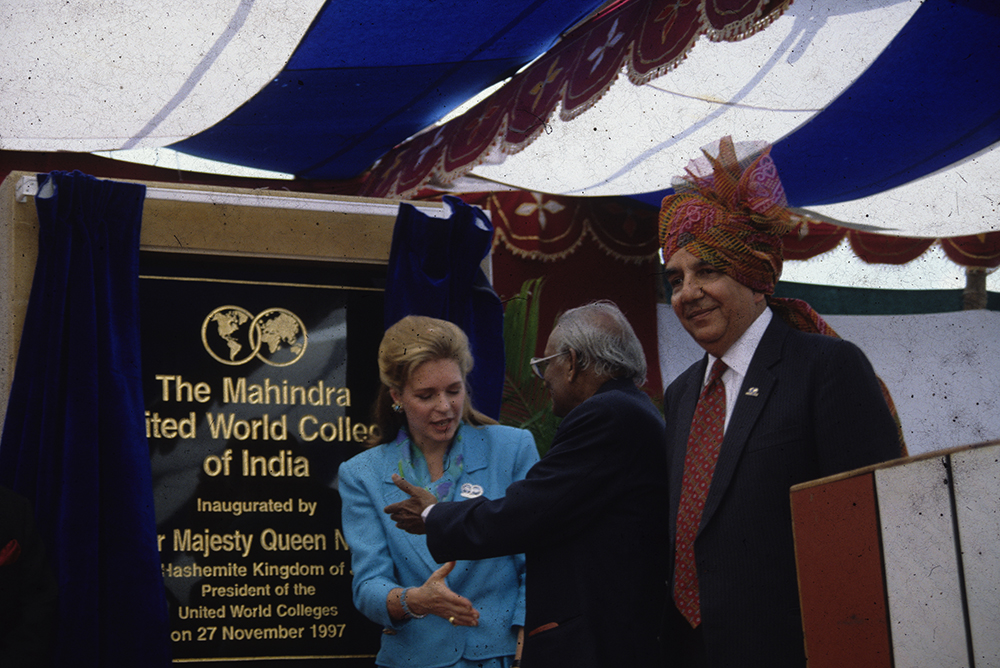 The Mahindra
ited World Colleg
of India
Inaugurated by
r Majesty Queen N
Hashemite Kingdom of J
President of the
United World Colleges
on 27 November 1997